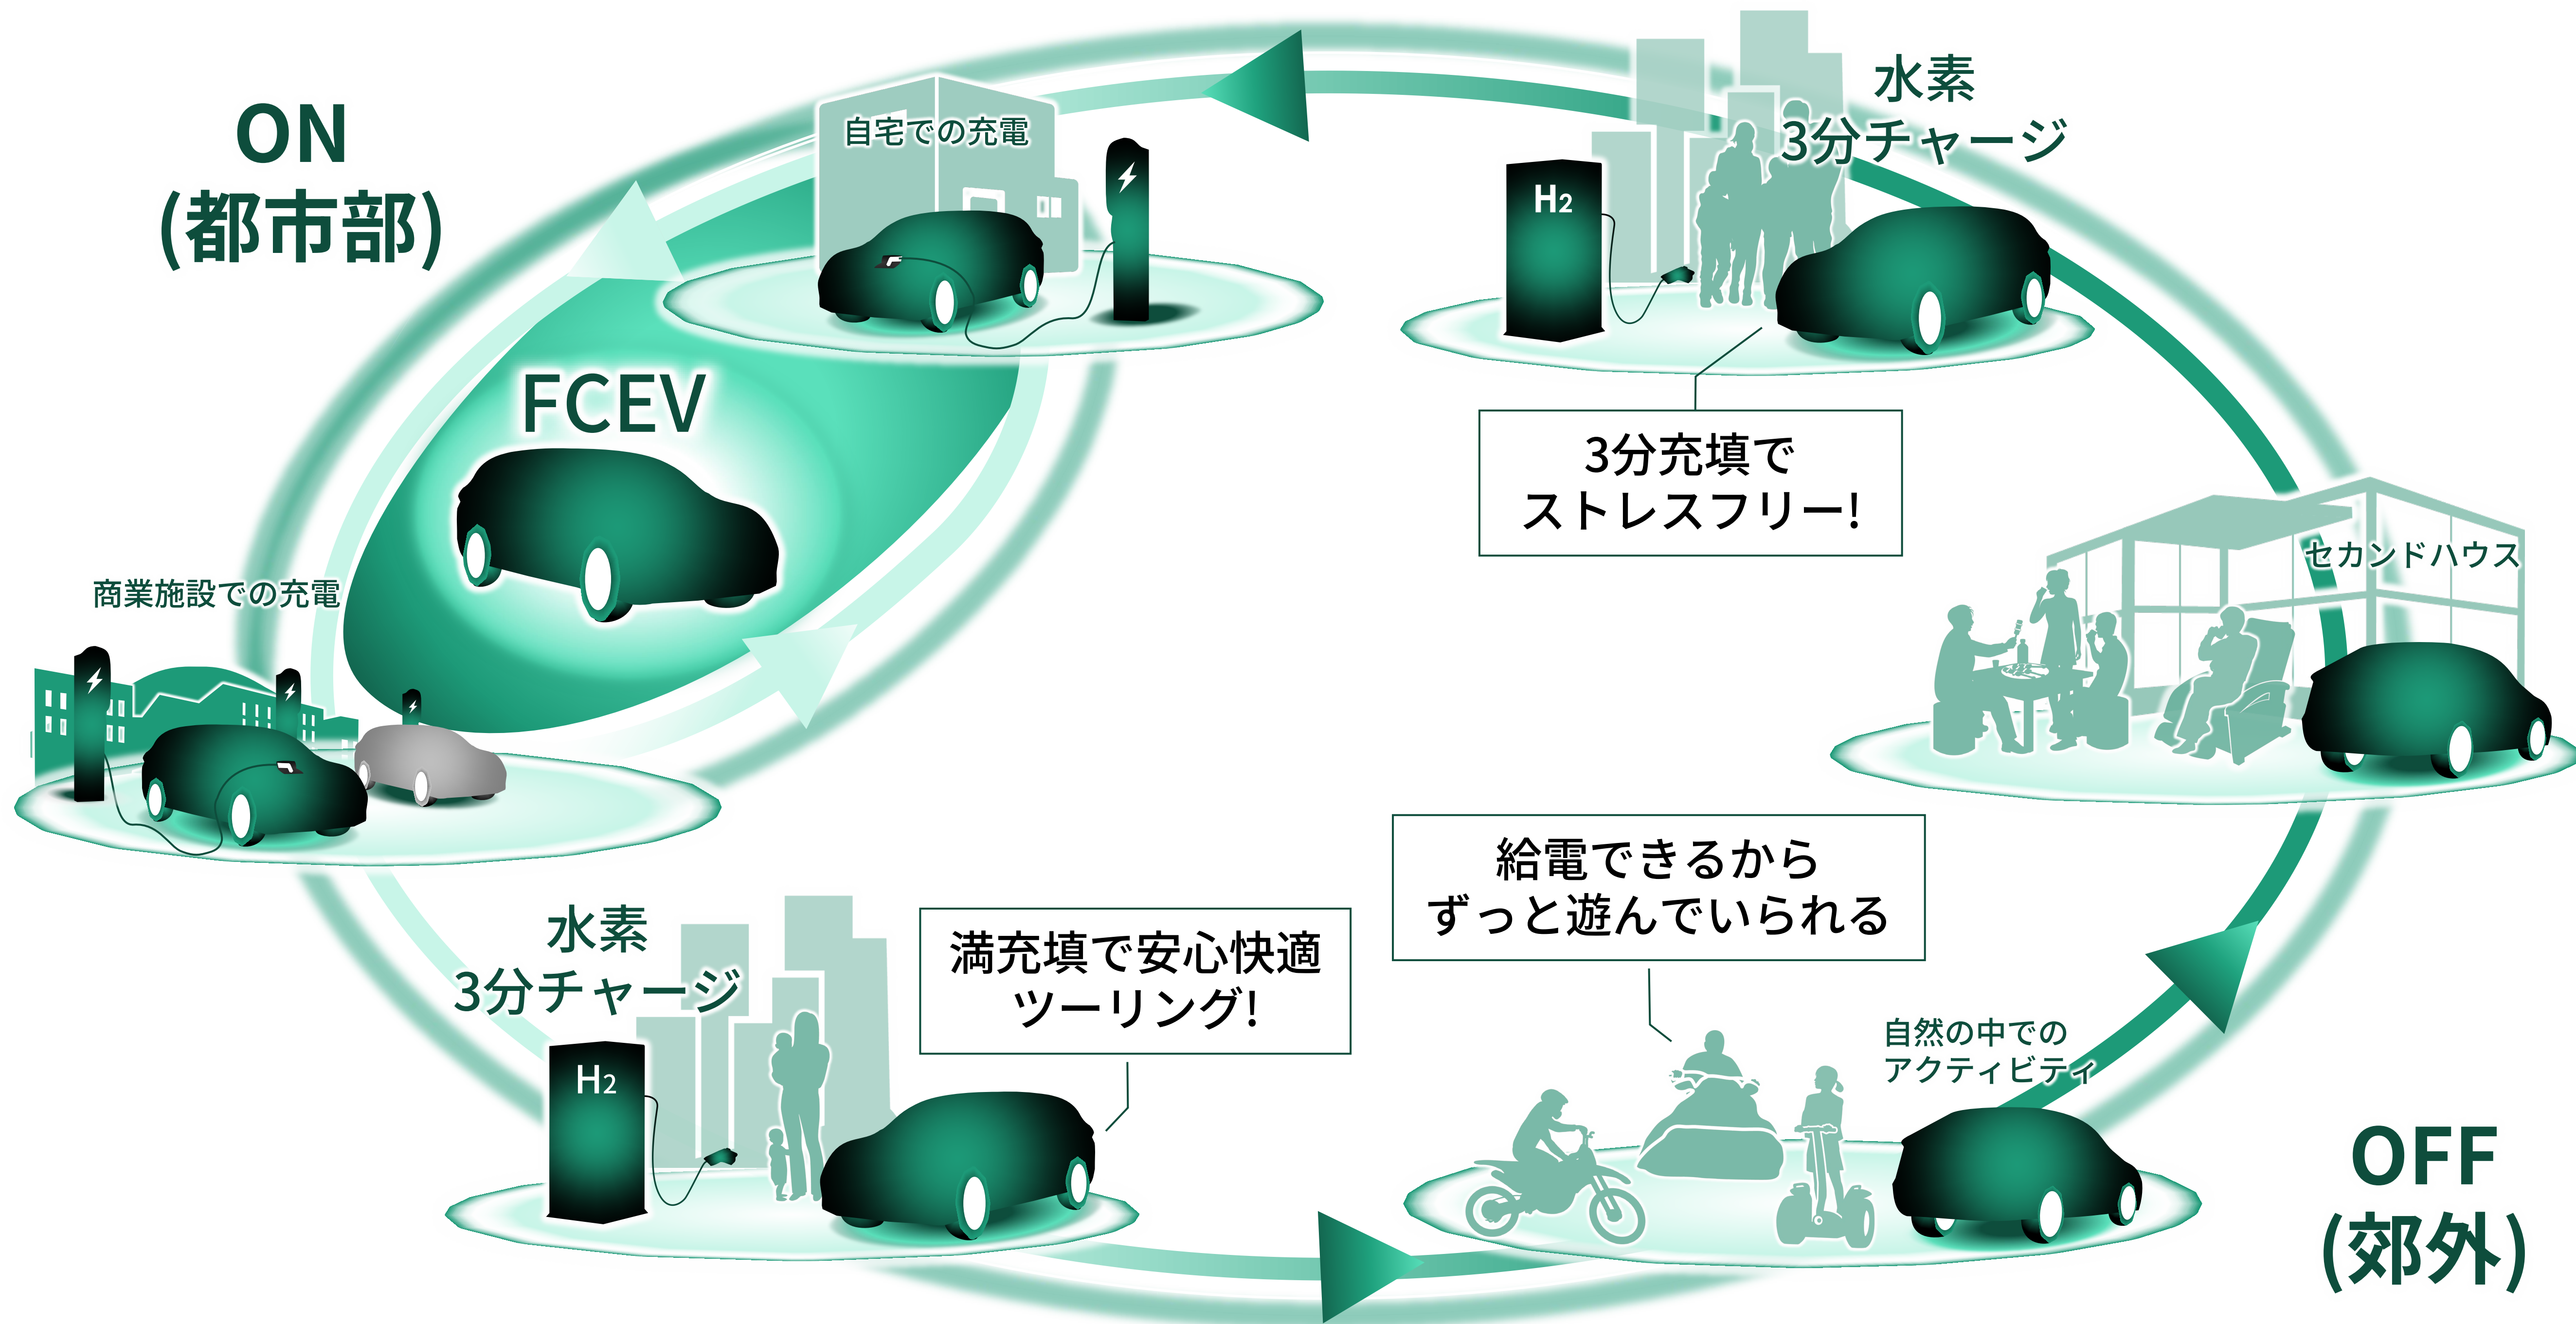 ON
(都市部)
自宅での充電
水素
3分チャージ
H2
FCEV
3分充填で
ストレスフリー!
セカンドハウス
商業施設での充電
給電できるから
ずっと遊んでいられる
水素
3分チャージ
満充填で安心快適
ツーリング!
H2
自然の中での
アクティビティ
OFF
(郊外)